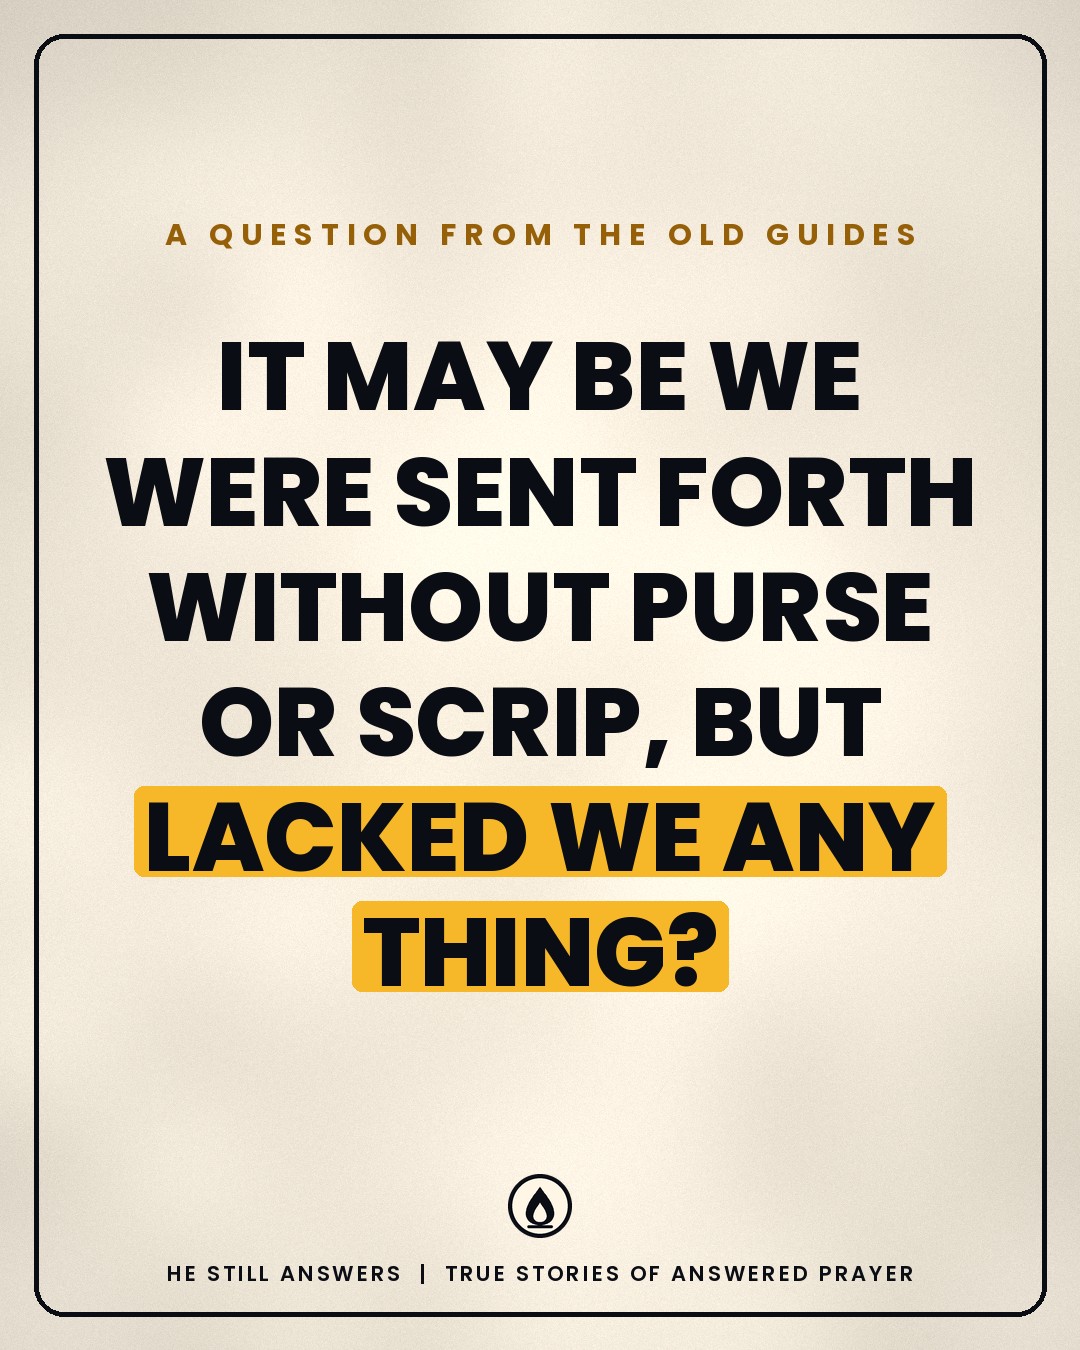 A QUESTION FROM THE OLD GUIDES
IT MAY BE WE
WERE SENT FORTH
WITHOUT PURSE
OR SCRIP, BUT
LACKED WE ANY
THING?
HE STILL ANSWERS | TRUE STORIES OF ANSWERED PRAYER